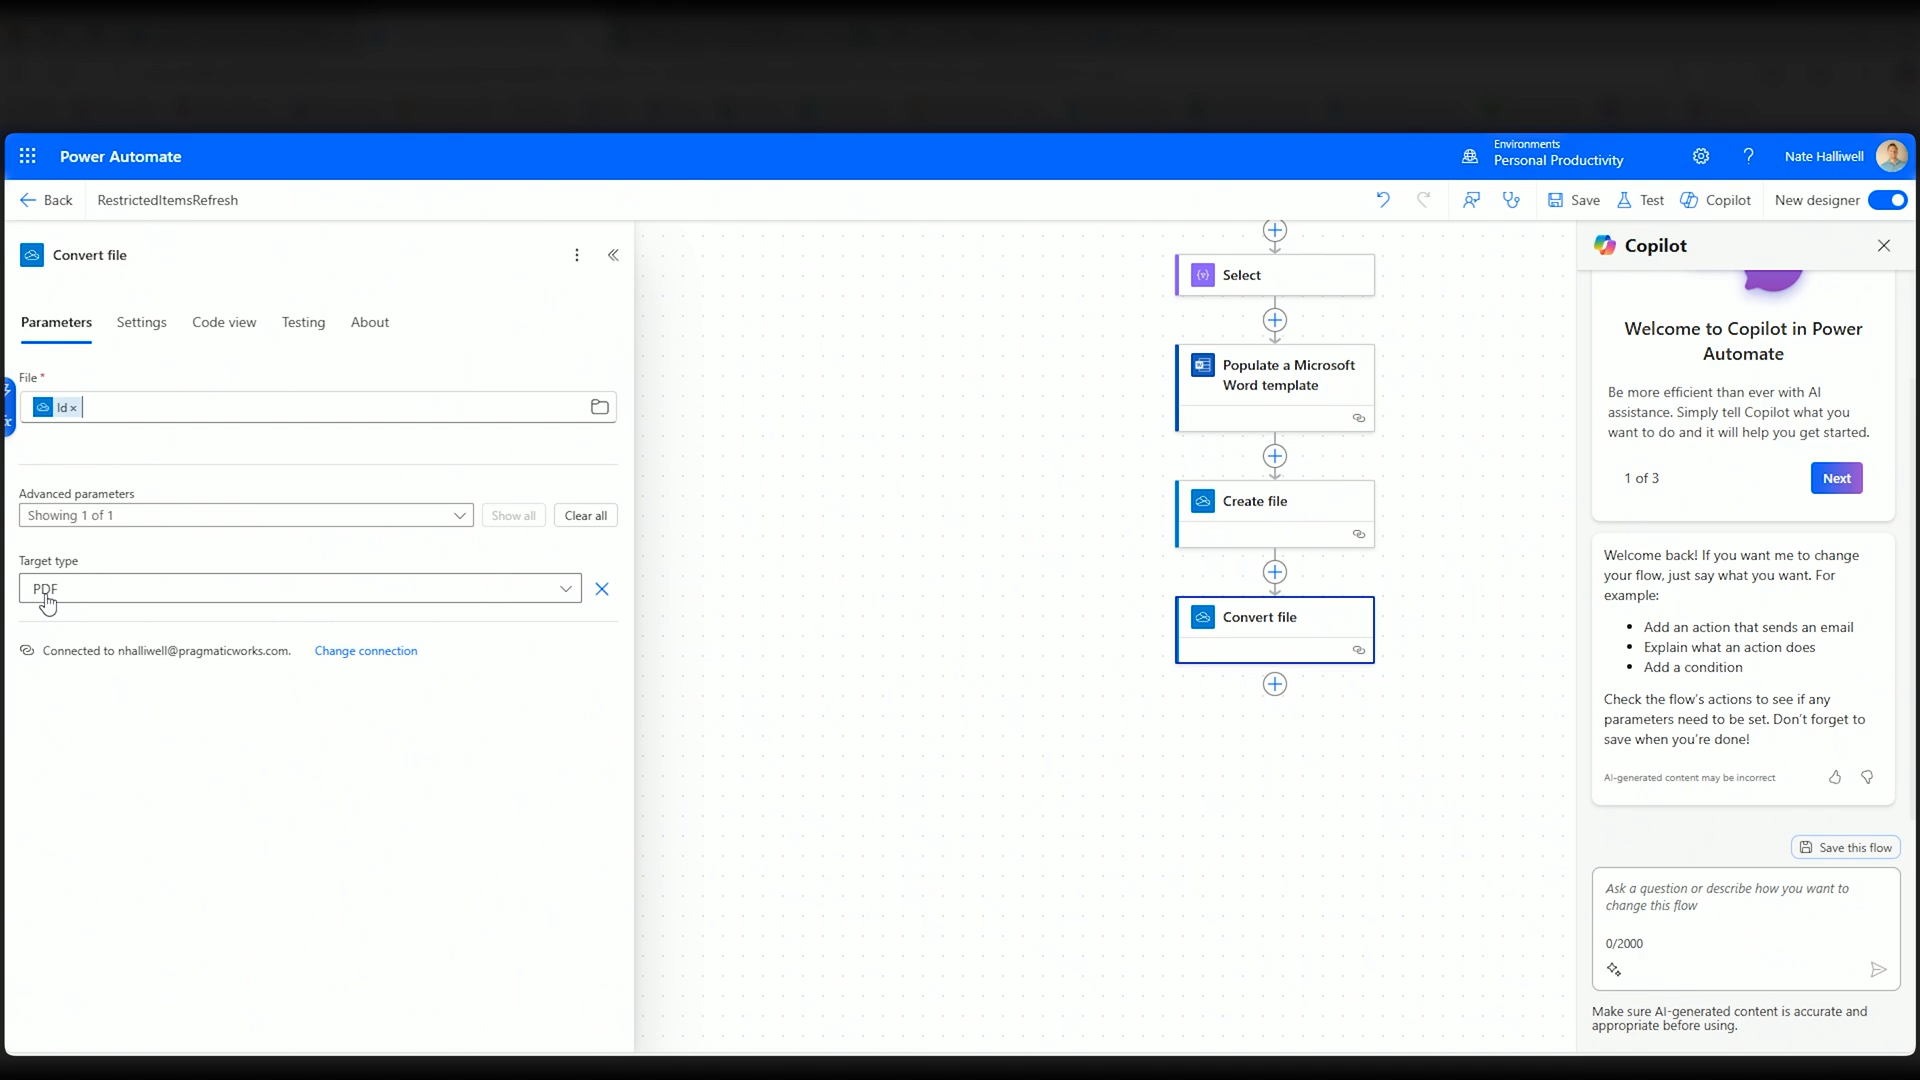 Power Automate
Environments
Personal Productivity
?
Nate Halliwell
Back
RestrictedItemsRefresh
Save
Test
Copilot
New designer
Convert file
Parameters
Settings
Code view
Testing
About
File *
Id ×
Advanced parameters
Showing 1 of 1
Show all
Clear all
Target type
PDF
Connected to nhalliwell@pragmaticworks.com.
Change connection
Select
Populate a Microsoft
Word template
Create file
Convert file
Copilot
Welcome to Copilot in Power
Automate
Be more efficient than ever with AI
assistance. Simply tell Copilot what you
want to do and it will help you get started.
1 of 3
Next
Welcome back! If you want me to change
your flow, just say what you want. For
example:
• Add an action that sends an email
• Explain what an action does
• Add a condition
Check the flow's actions to see if any
parameters need to be set. Don't forget to
save when you're done!
AI-generated content may be incorrect
Save this flow
Ask a question or describe how you want to
change this flow
0/2000
Make sure AI-generated content is accurate and
appropriate before using.